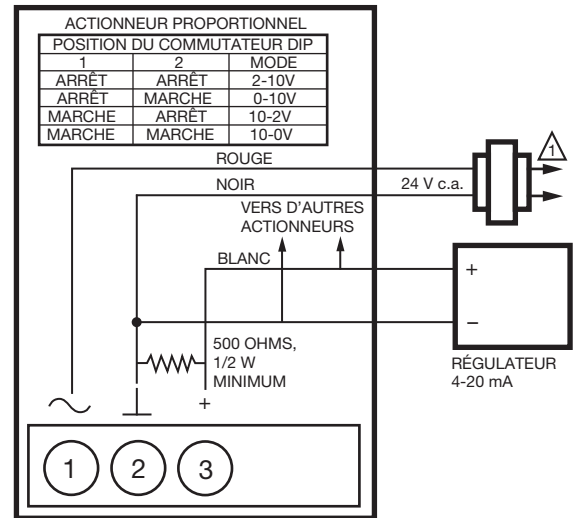 ACTIONNEUR PROPORTIONNEL
POSITION DU COMMUTATEUR DIP
1 2 MODE
ARRÊT ARRÊT 2-10V
ARRÊT MARCHE 0-10V
MARCHE ARRÊT 10-2V
MARCHE MARCHE 10-0V
ROUGE
1
NOIR
24 V c.a.
VERS D'AUTRES
ACTIONNEURS
BLANC
+
–
500 OHMS,
1/2 W
MINIMUM
+
RÉGULATEUR
4-20 mA
1 2 3